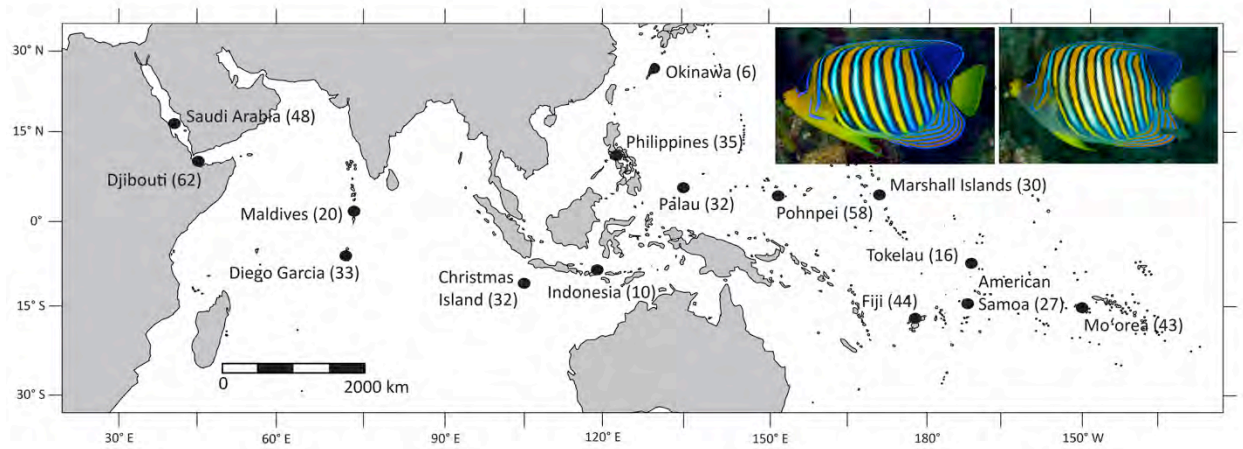 30° N
15° N
0°
15° S
30° S
Okinawa (6)
Saudi Arabia (48)
Philippines (35)
Djibouti (62)
Marshall Islands (30)
Palau (32)
Pohnpei (58)
Maldives (20)
Tokelau (16)
Diego Garcia (33)
Christmas
Island (32)
Indonesia (10)
American
Samoa (27)
Fiji (44)
Moʻorea (43)
0
2000 km
30° E
60° E
90° E
120° E
150° E
180°
150° W